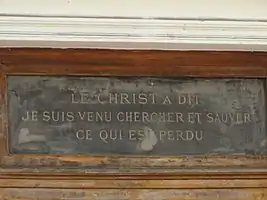 LE CHRIST A DIT
JE SUIS VENU CHERCHER ET SAUVER
CE QUI EST PERDU